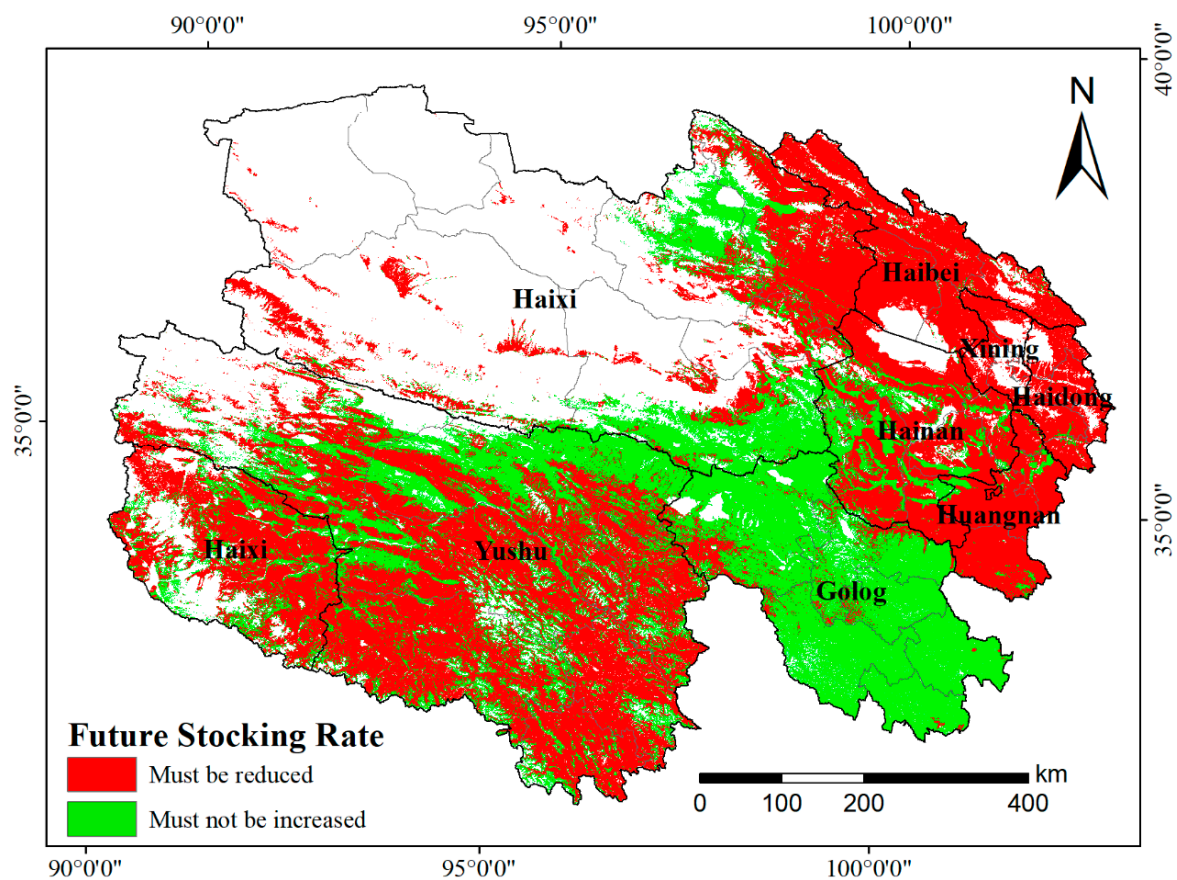 90°0'0"
95°0'0"
100°0'0"
40°0'0"
N
Haibei
Haixi
Xining
Haidong
35°0'0"
Hainan
Huangnan
35°0'0"
Haixi
Yushu
Golog
Future Stocking Rate
Must be reduced
Must not be increased
km
0 100 200 400
90°0'0"
95°0'0"
100°0'0"